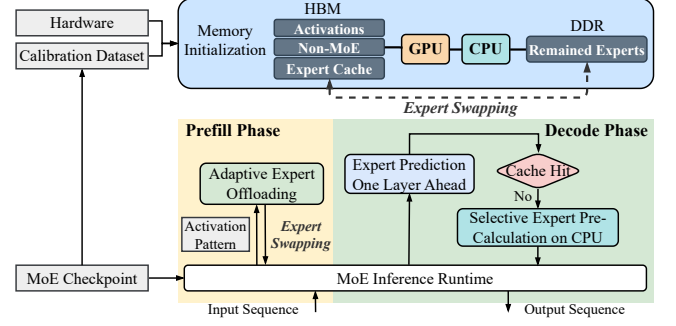 Hardware
Calibration Dataset
MoE Checkpoint
Memory
Initialization
HBM
Activations
Non-MoE
Expert Cache
GPU
CPU
DDR
Remained Experts
Expert Swapping
Prefill Phase
Adaptive Expert
Offloading
Activation
Pattern
Expert
Swapping
Decode Phase
Expert Prediction
One Layer Ahead
Cache Hit
No
Selective Expert Pre-
Calculation on CPU
MoE Inference Runtime
Input Sequence
Output Sequence